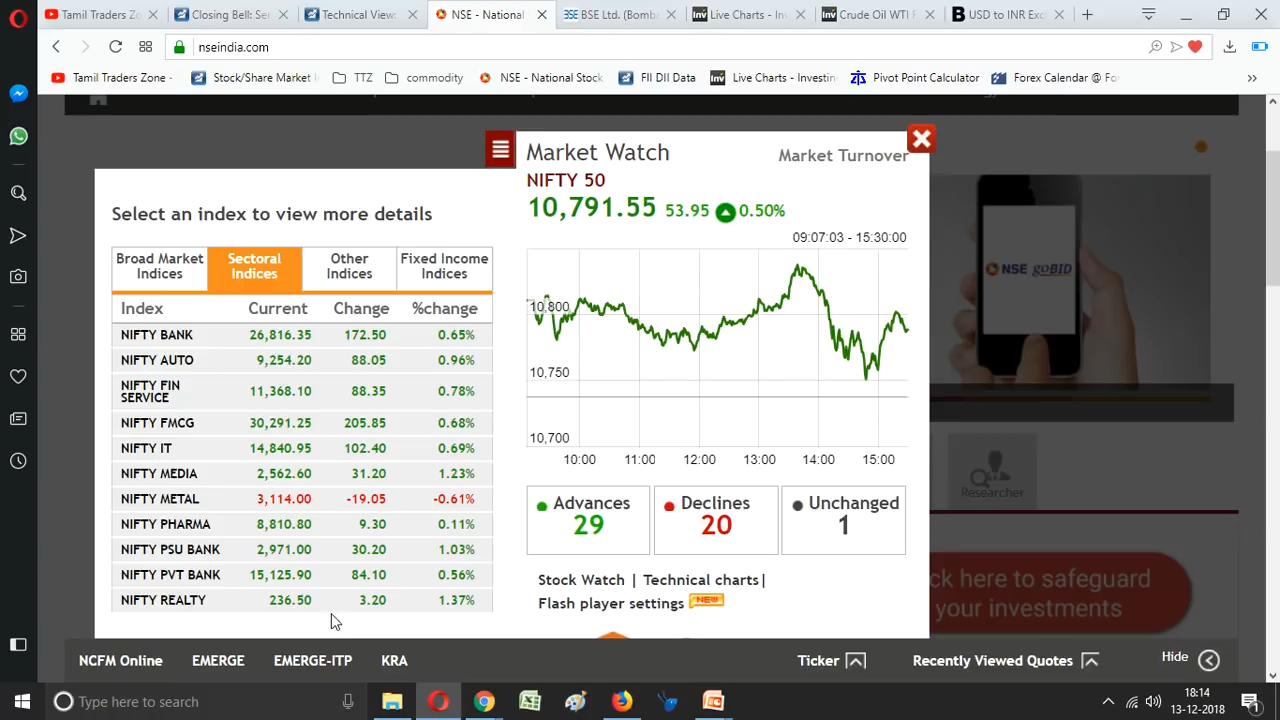 Tamil Traders Zone
Closing Bell: Se
Technical View:
NSE - National
BSE Ltd. (Bomba
Live Charts - In
Crude Oil WTI F
USD to INR Exc
nseindia.com
Tamil Traders Zone -
Stock/Share Market
TTZ
commodity
NSE - National Stock
FII DII Data
Live Charts - Investin
Pivot Point Calculator
Forex Calendar @ Fo
Market Watch
Market Turnover
NIFTY 50
10,791.55 53.95 0.50%
09:07:03 - 15:30:00
Select an index to view more details
Broad Market Indices
Sectoral Indices
Other Indices
Fixed Income Indices
Index Current Change %change
NIFTY BANK 26,816.35 172.50 0.65%
NIFTY AUTO 9,254.20 88.05 0.96%
NIFTY FIN SERVICE 11,368.10 88.35 0.78%
NIFTY FMCG 30,291.25 205.85 0.68%
NIFTY IT 14,840.95 102.40 0.69%
NIFTY MEDIA 2,562.60 31.20 1.23%
NIFTY METAL 3,114.00 -19.05 -0.61%
NIFTY PHARMA 8,810.80 9.30 0.11%
NIFTY PSU BANK 2,971.00 30.20 1.03%
NIFTY PVT BANK 15,125.90 84.10 0.56%
NIFTY REALTY 236.50 3.20 1.37%
10,800
10,750
10,700
10:00 11:00 12:00 13:00 14:00 15:00
Advances 29
Declines 20
Unchanged 1
Stock Watch | Technical charts|
Flash player settings NEW
NSE goBID
Researcher
ck here to safeguard
your investments
NCFM Online
EMERGE
EMERGE-ITP
KRA
Ticker
Recently Viewed Quotes
Hide
Type here to search
18:14
13-12-2018